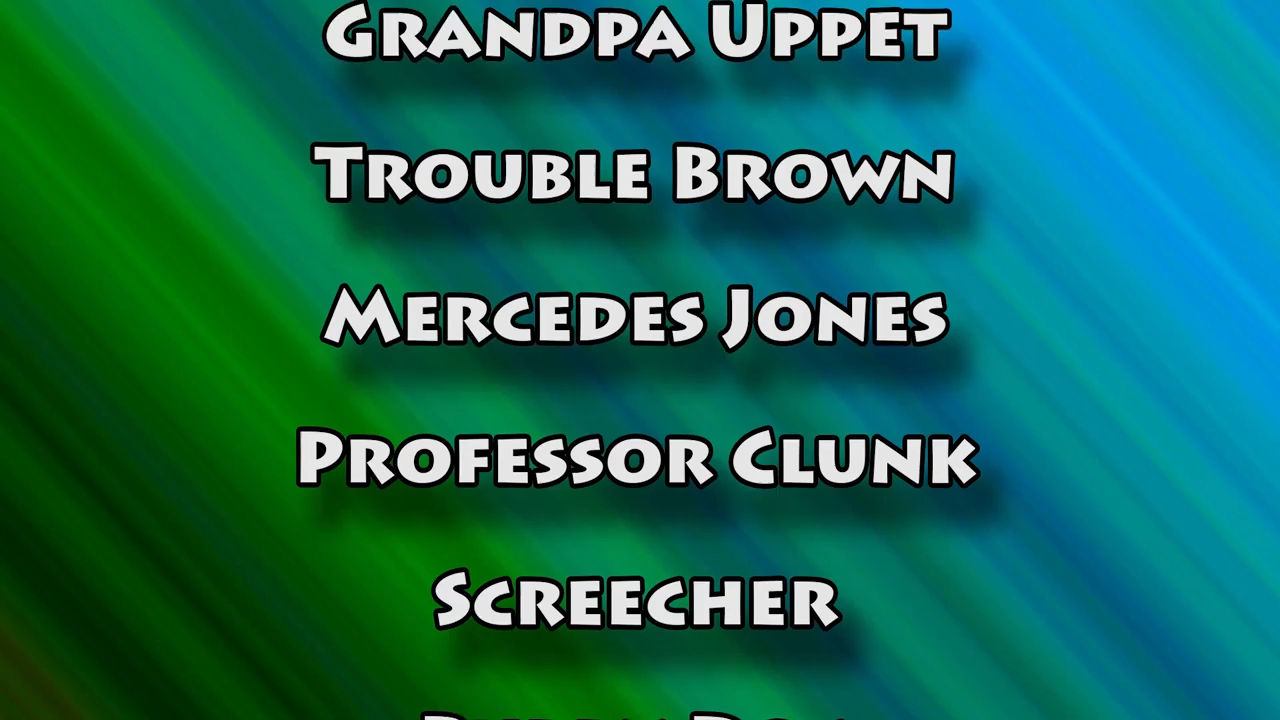 Grandpa Uppet
Trouble Brown
Mercedes Jones
Professor Clunk
Screecher